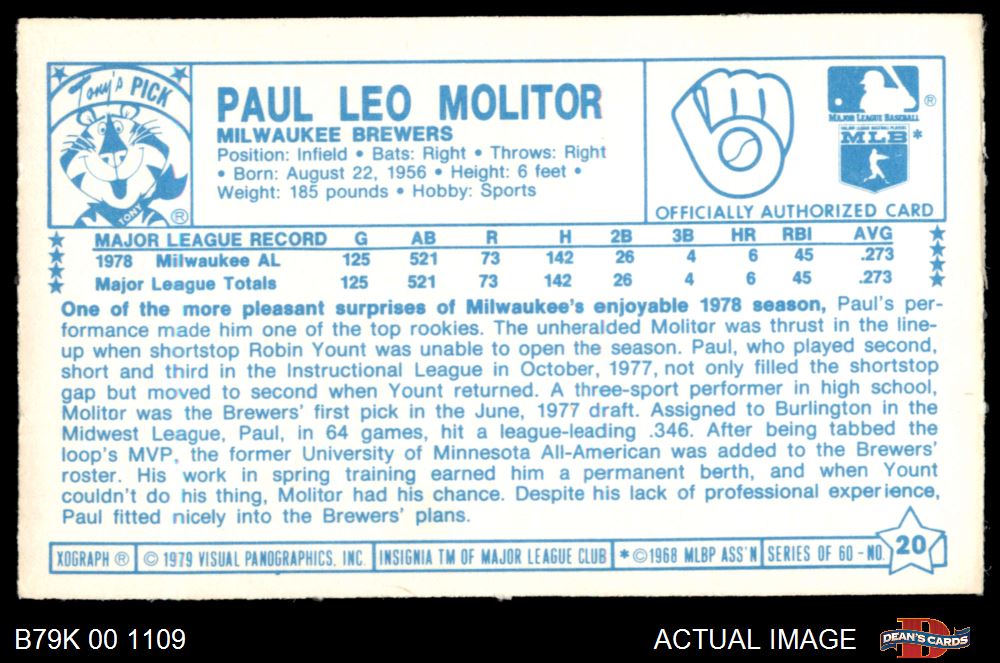 Tony's PICK
TONY ®
PAUL LEO MOLITOR
MILWAUKEE BREWERS
Position: Infield • Bats: Right • Throws: Right
• Born: August 22, 1956 • Height: 6 feet •
Weight: 185 pounds • Hobby: Sports
mb
®
MAJOR LEAGUE BASEBALL
MAJOR LEAGUE BASEBALL PLAYERS
MLB *
OFFICIALLY AUTHORIZED CARD
MAJOR LEAGUE RECORD G AB R H 2B 3B HR RBI AVG
1978 Milwaukee AL 125 521 73 142 26 4 6 45 .273
Major League Totals 125 521 73 142 26 4 6 45 .273
One of the more pleasant surprises of Milwaukee's enjoyable 1978 season, Paul's per-
formance made him one of the top rookies. The unheralded Molitor was thrust in the line-
up when shortstop Robin Yount was unable to open the season. Paul, who played second,
short and third in the Instructional League in October, 1977, not only filled the shortstop
gap but moved to second when Yount returned. A three-sport performer in high school,
Molitor was the Brewers' first pick in the June, 1977 draft. Assigned to Burlington in the
Midwest League, Paul, in 64 games, hit a league-leading .346. After being tabbed the
loop's MVP, the former University of Minnesota All-American was added to the Brewers'
roster. His work in spring training earned him a permanent berth, and when Yount
couldn't do his thing, Molitor had his chance. Despite his lack of professional experience,
Paul fitted nicely into the Brewers' plans.
XOGRAPH ® © 1979 VISUAL PANOGRAPHICS, INC. INSIGNIA TM OF MAJOR LEAGUE CLUB * ©1968 MLBP ASS'N SERIES OF 60 - NO. 20
B79K 00 1109 ACTUAL IMAGE D DEAN'S CARDS